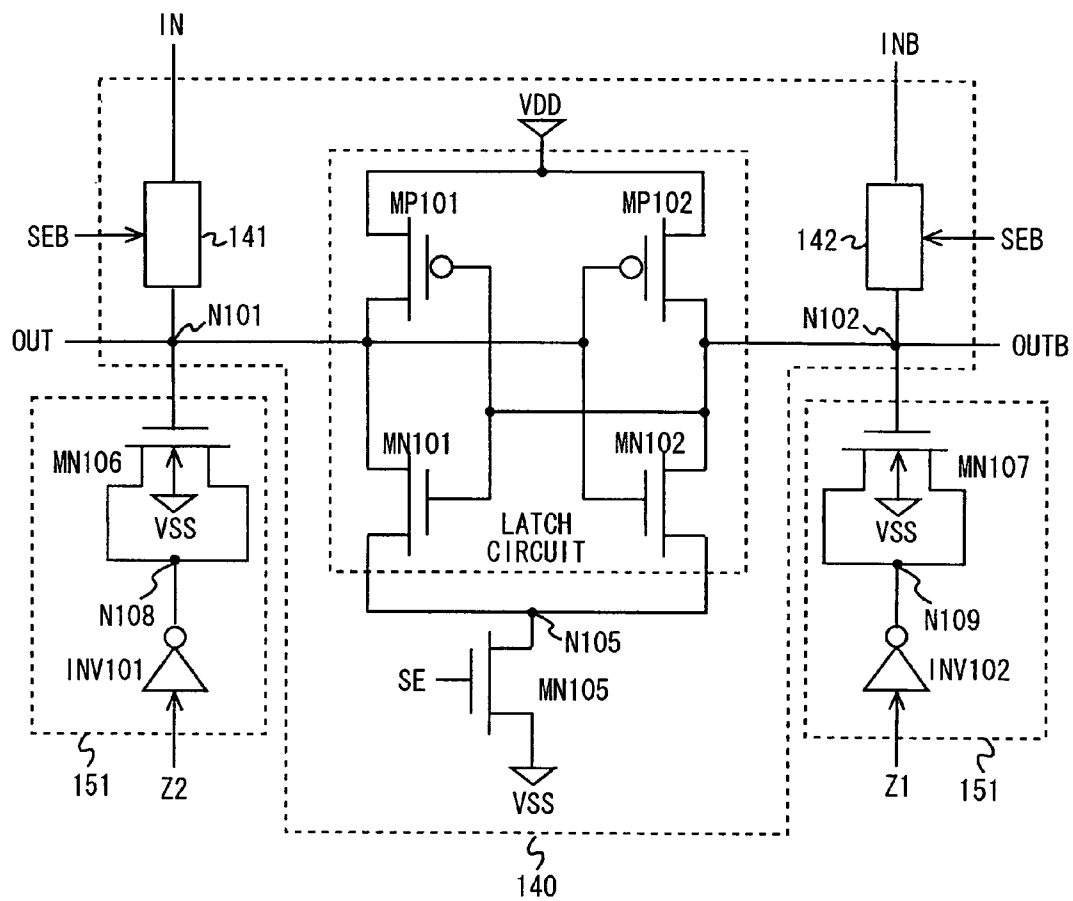 IN
INB
VDD
MP101
MP102
SEB
141
142
SEB
N101
N102
OUT
OUTB
MN101
MN102
MN106
MN107
VSS
VSS
LATCH
CIRCUIT
N108
N105
N109
INV101
INV102
SE
MN105
151
Z2
VSS
Z1
151
140